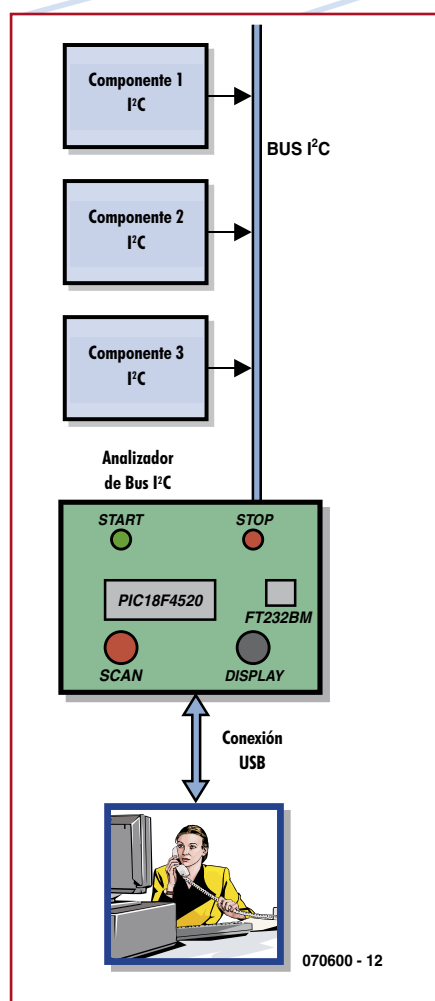 Componente 1
I²C
BUS I²C
Componente 2
I²C
Componente 3
I²C
Analizador
de Bus I²C
START
STOP
PIC18F4520
FT232BM
SCAN
DISPLAY
Conexión
USB
070600 - 12